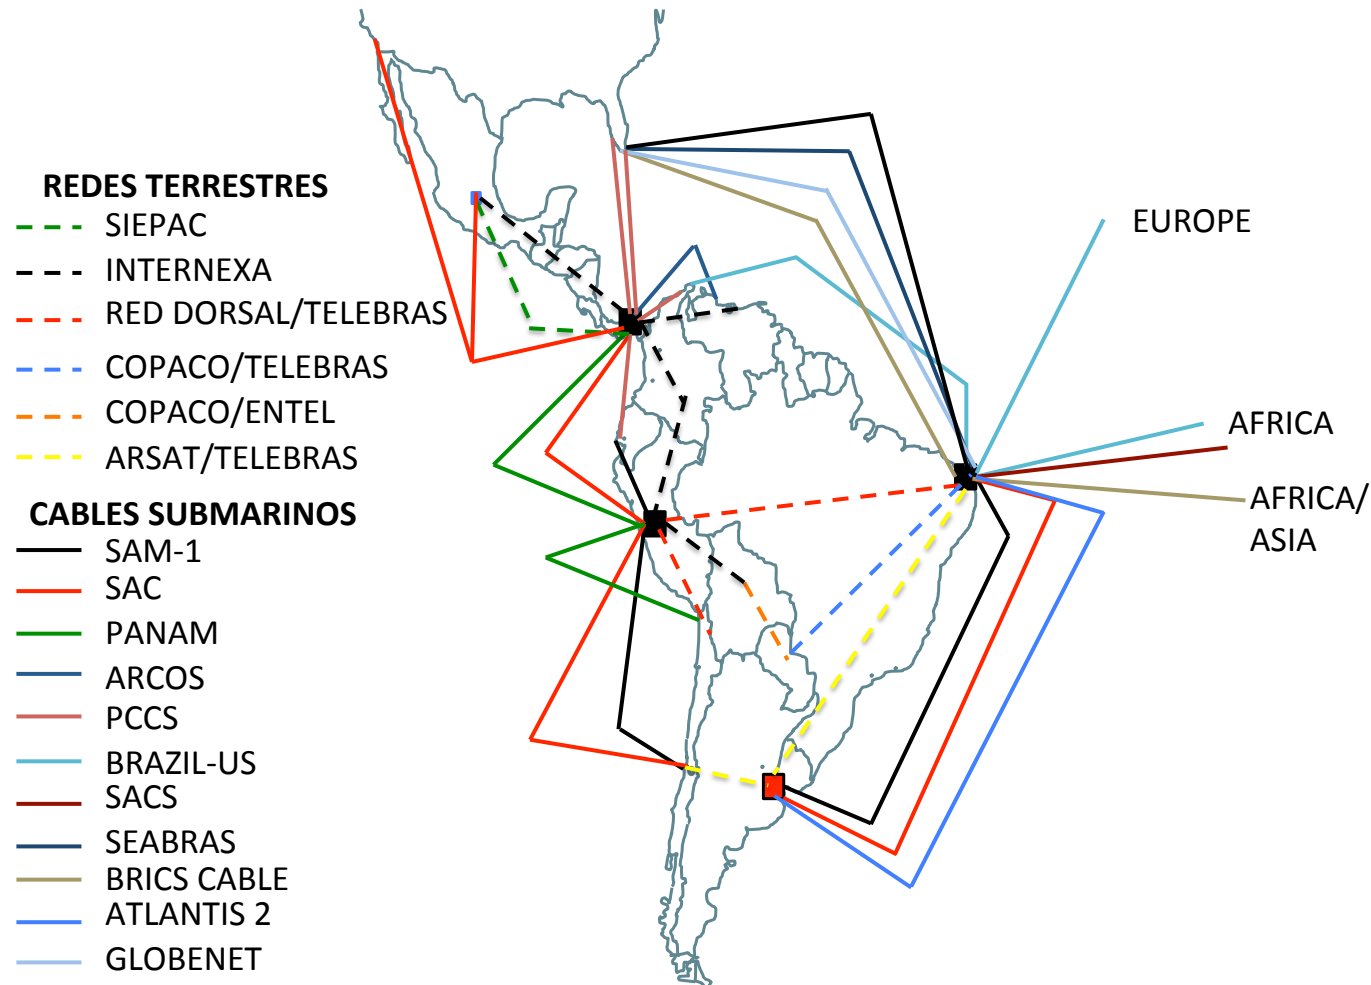 REDES TERRESTRES
SIEPAC
INTERNEXA
RED DORSAL/TELEBRAS
COPACO/TELEBRAS
COPACO/ENTEL
ARSAT/TELEBRAS
CABLES SUBMARINOS
SAM-1
SAC
PANAM
ARCOS
PCCS
BRAZIL-US
SACS
SEABRAS
BRICS CABLE
ATLANTIS 2
GLOBENET
EUROPE
AFRICA
AFRICA/
ASIA